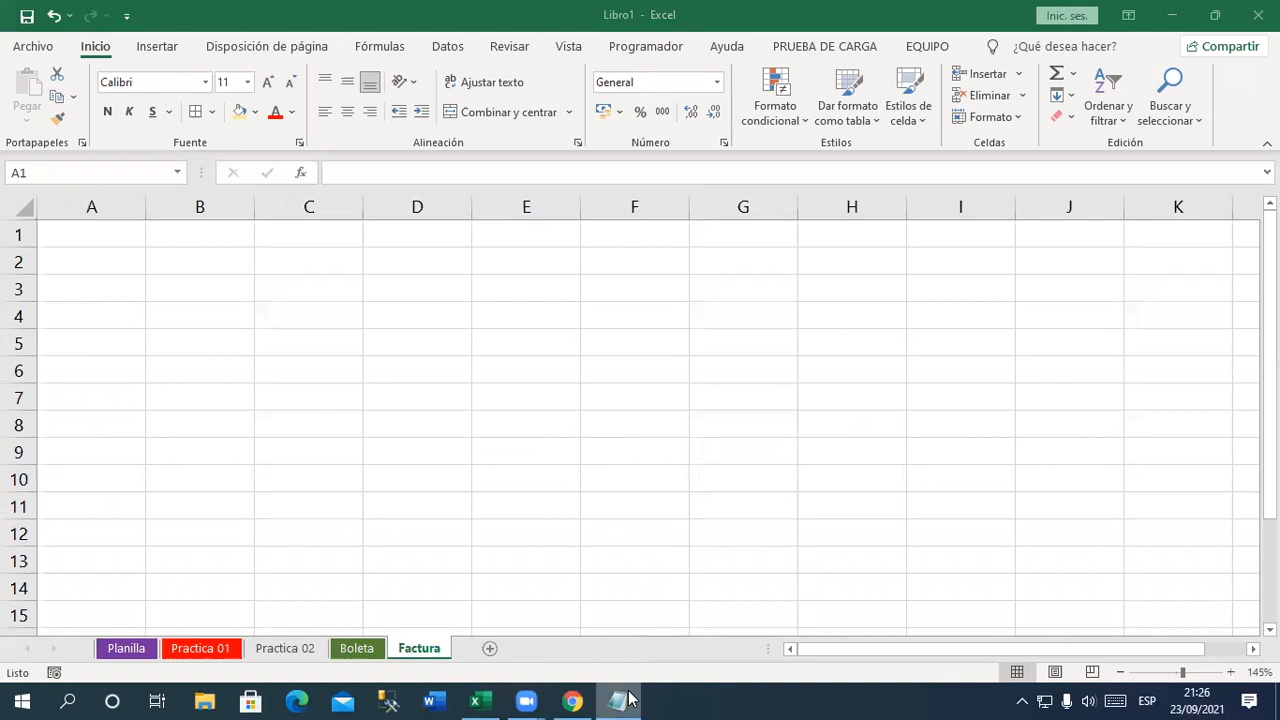 Libro1 - Excel
Inic. ses.
Archivo Inicio Insertar Disposición de página Fórmulas Datos Revisar Vista Programador Ayuda PRUEBA DE CARGA EQUIPO ¿Qué desea hacer? Compartir
Pegar
Calibri 11
Ajustar texto
General
Formato condicional
Dar formato como tabla
Estilos de celda
Insertar
Eliminar
Formato
Ordenar y filtrar
Buscar y seleccionar
N K S A
Combinar y centrar
% 000
Portapapeles Fuente Alineación Número Estilos Celdas Edición
A1 fx
A B C D E F G H I J K
1
2
3
4
5
6
7
8
9
10
11
12
13
14
15
Planilla Practica 01 Practica 02 Boleta Factura
Listo 145%
ESP
21:26
23/09/2021